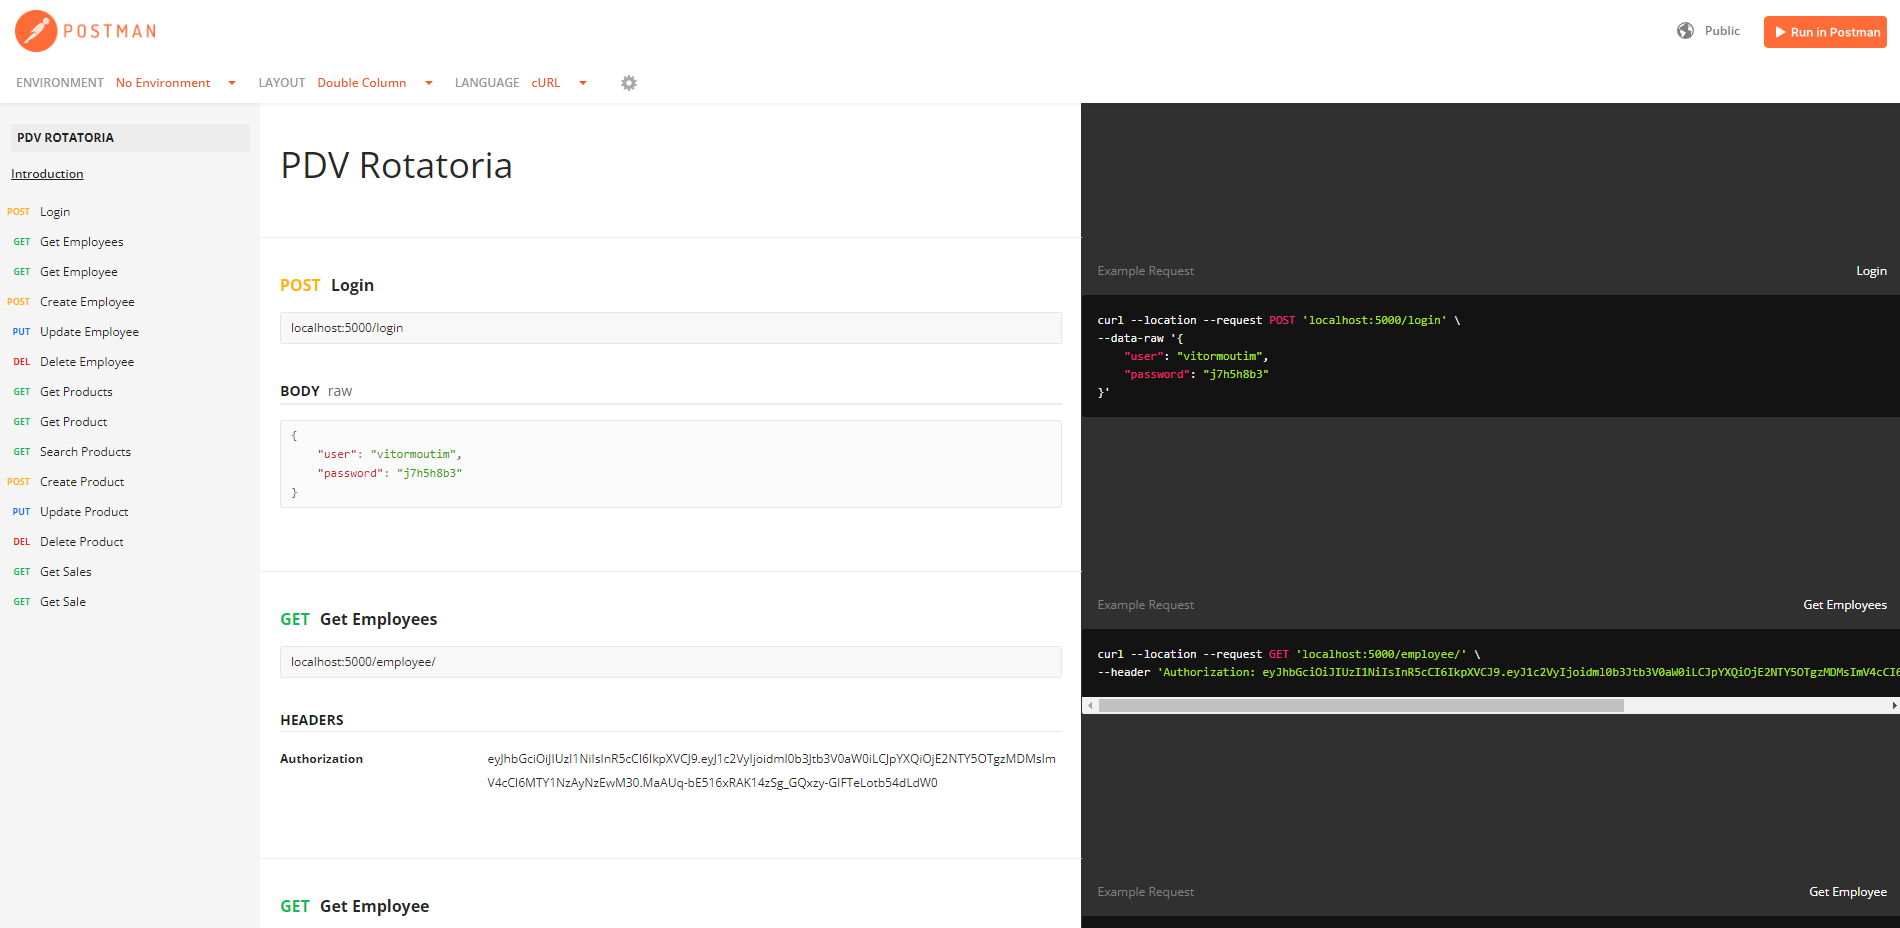 POSTMAN
Public
Run in Postman
ENVIRONMENT No Environment LAYOUT Double Column LANGUAGE cURL
PDV ROTATORIA
Introduction
POST Login
GET Get Employees
GET Get Employee
POST Create Employee
PUT Update Employee
DEL Delete Employee
GET Get Products
GET Get Product
GET Search Products
POST Create Product
PUT Update Product
DEL Delete Product
GET Get Sales
GET Get Sale
PDV Rotatoria
POST Login
localhost:5000/login
BODY raw
{
"user": "vitormoutim",
"password": "j7h5h8b3"
}
GET Get Employees
localhost:5000/employee/
HEADERS
Authorization
eyJhbGciOiJIUzI1NiIsInR5cCI6IkpXVCJ9.eyJ1c2VyIjoidml0b3Jtb3V0aW0iLCJpYXQiOjE2NTY5OTgzMDMsIm
V4cCI6MTY1NzAyNzEwM30.MaAUq-bE516xRAK14zSg_GQxzy-GIFTeLotb54dLdW0
GET Get Employee
Example Request Login
curl --location --request POST 'localhost:5000/login' \
--data-raw '{
"user": "vitormoutim",
"password": "j7h5h8b3"
}'
Example Request Get Employees
curl --location --request GET 'localhost:5000/employee/' \
--header 'Authorization: eyJhbGciOiJIUzI1NiIsInR5cCI6IkpXVCJ9.eyJ1c2VyIjoidml0b3Jtb3V0aW0iLCJpYXQiOjE2NTY5OTgzMDMsImV4cCI6
Example Request Get Employee